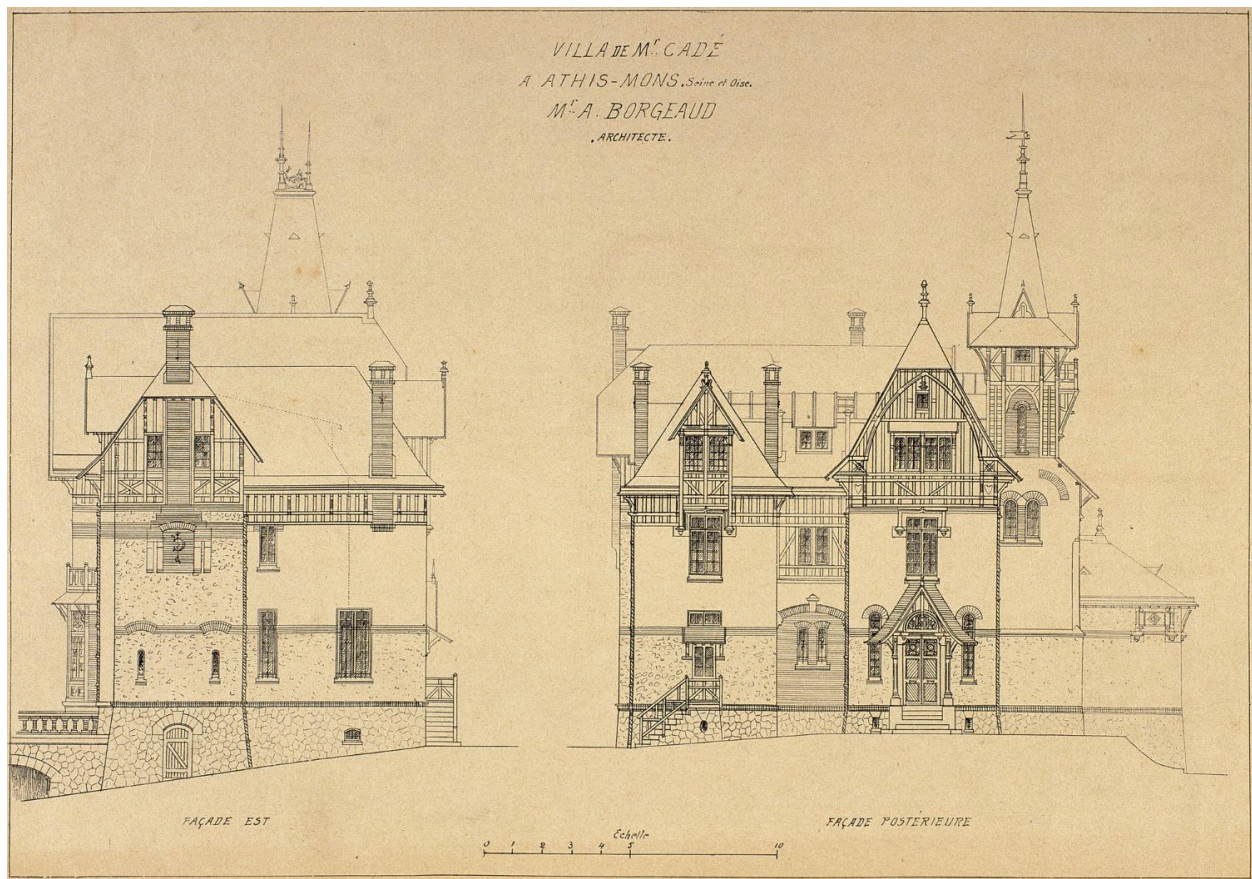 VILLA DE Mr. CADÉ
A ATHIS-MONS. Seine et Oise.
Mr. A. BORGEAUD
. ARCHITECTE .
FAÇADE EST
FAÇADE POSTÉRIEURE
Echelle
0 1 2 3 4 5 10